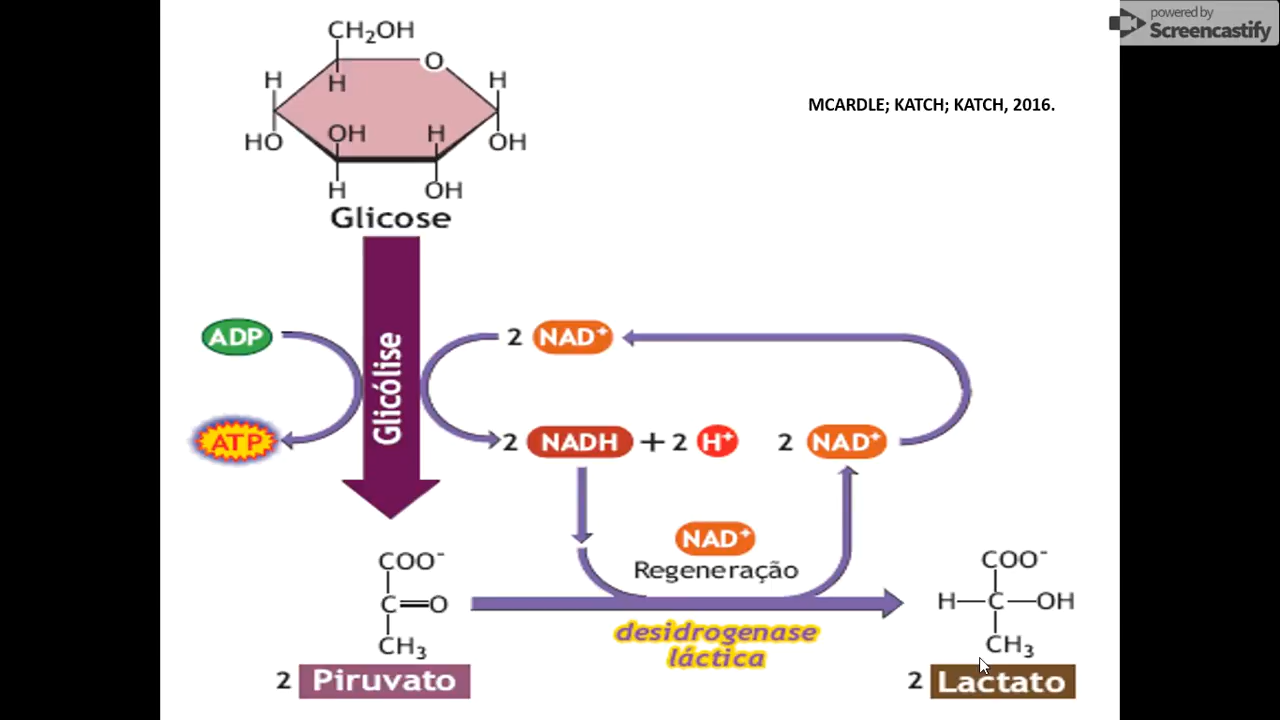 powered by
Screencastify
MCARDLE; KATCH; KATCH, 2016.
CH₂OH
O
H
H
H
HO
OH
H
OH
H
OH
Glicose
Glicólise
ADP
2 NAD⁺
ATP
2 NADH + 2 H⁺
2 NAD⁺
NAD⁺
Regeneração
desidrogenase
láctica
COO⁻
C=O
CH₃
2 Piruvato
COO⁻
H—C—OH
CH₃
2 Lactato